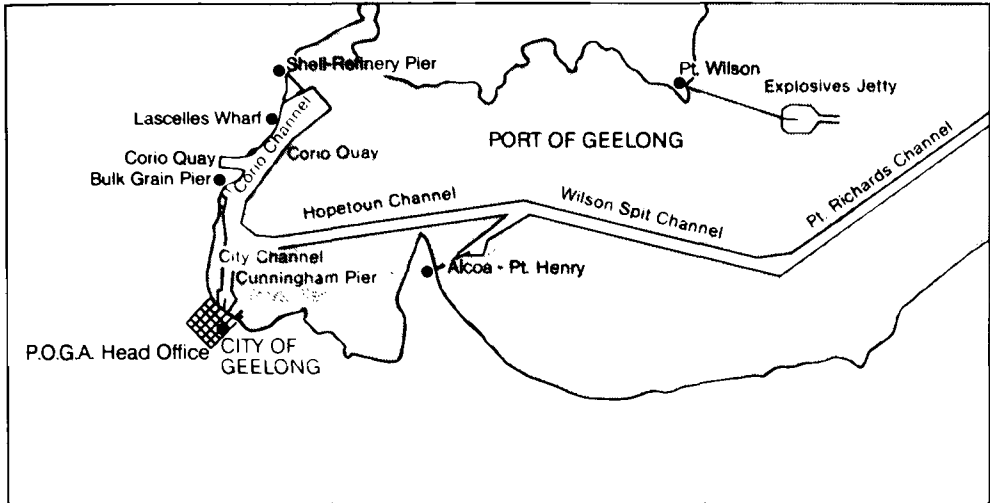 Shell Refinery Pier
Pt. Wilson
Explosives Jetty
Lascelles Wharf
Corio Channel
PORT OF GEELONG
Corio Quay
Corio Quay
Bulk Grain Pier
Pt. Richards Channel
Hopetoun Channel
Wilson Spit Channel
City Channel
Cunningham Pier
Alcoa - Pt. Henry
P.O.G.A. Head Office
CITY OF
GEELONG